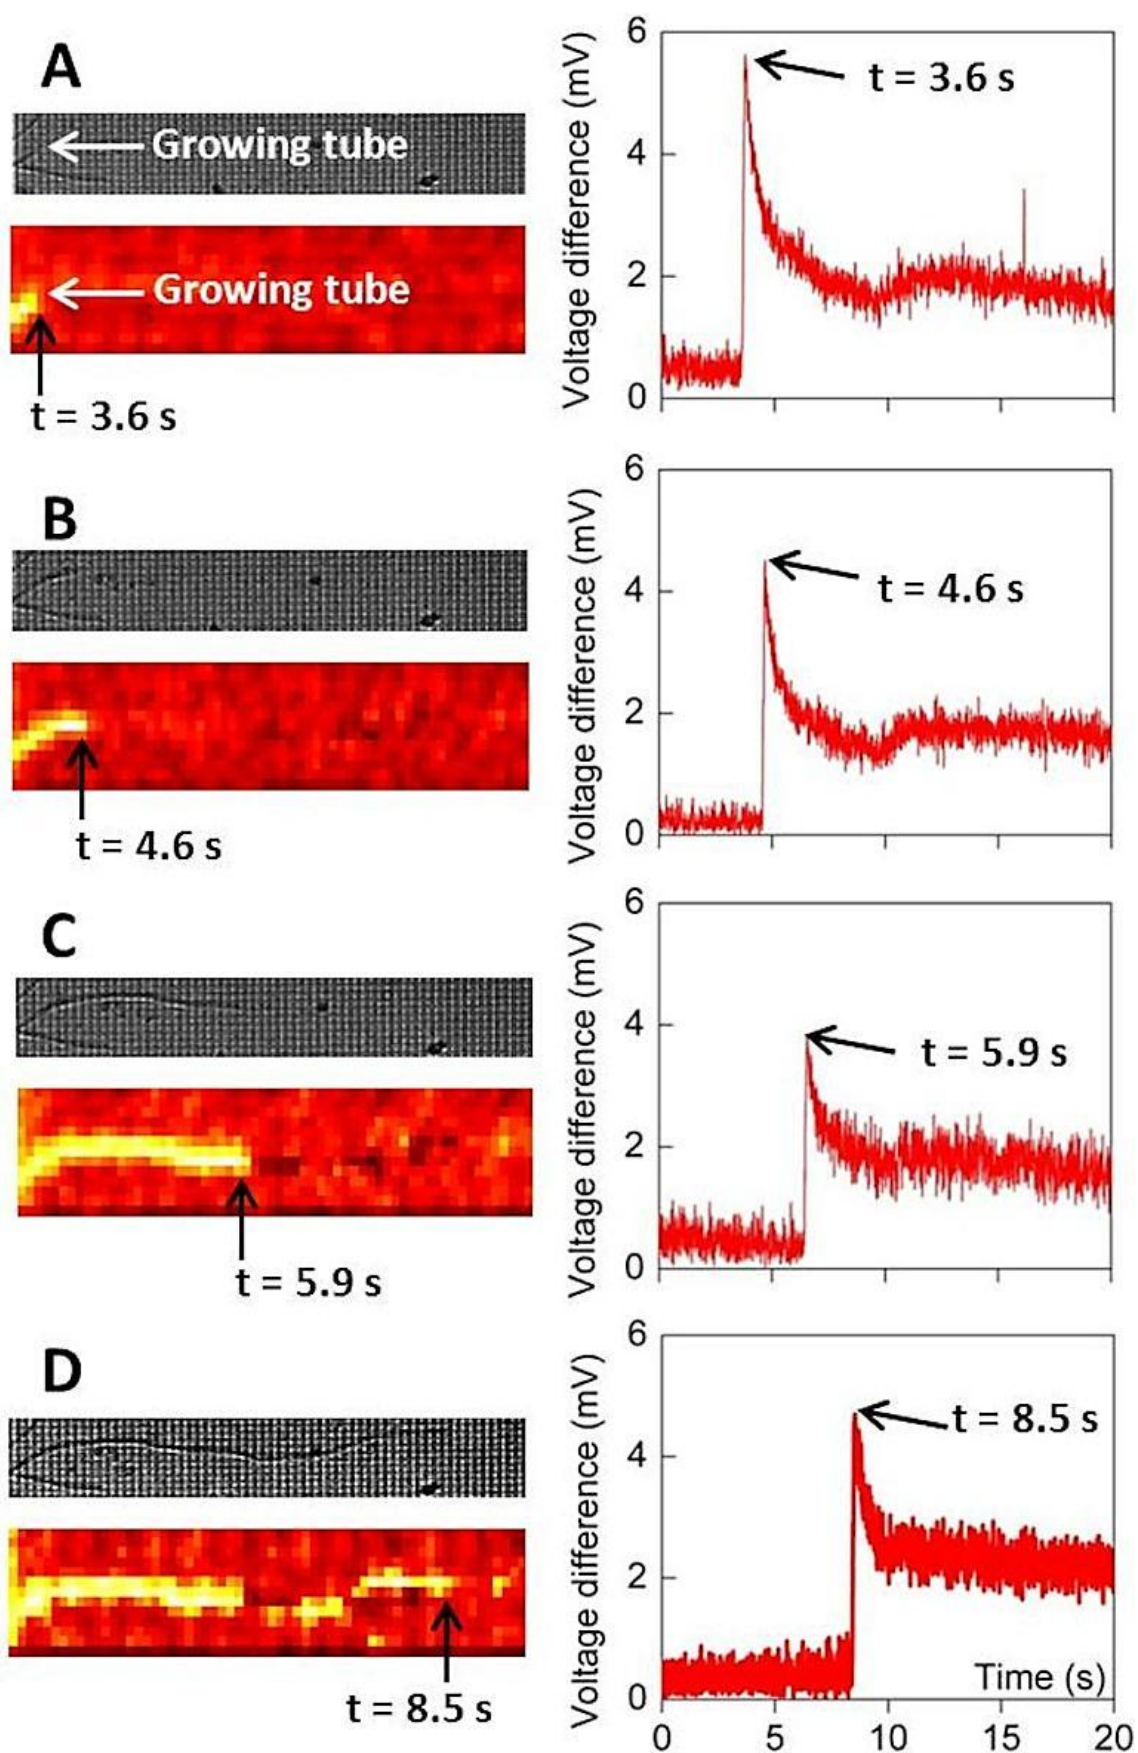 A
Growing tube
Growing tube
t = 3.6 s
Voltage difference (mV)
6
4
2
0
t = 3.6 s
B
t = 4.6 s
Voltage difference (mV)
6
4
2
0
t = 4.6 s
C
t = 5.9 s
Voltage difference (mV)
6
4
2
0
t = 5.9 s
D
t = 8.5 s
Voltage difference (mV)
6
4
2
0
t = 8.5 s
Time (s)
0 5 10 15 20